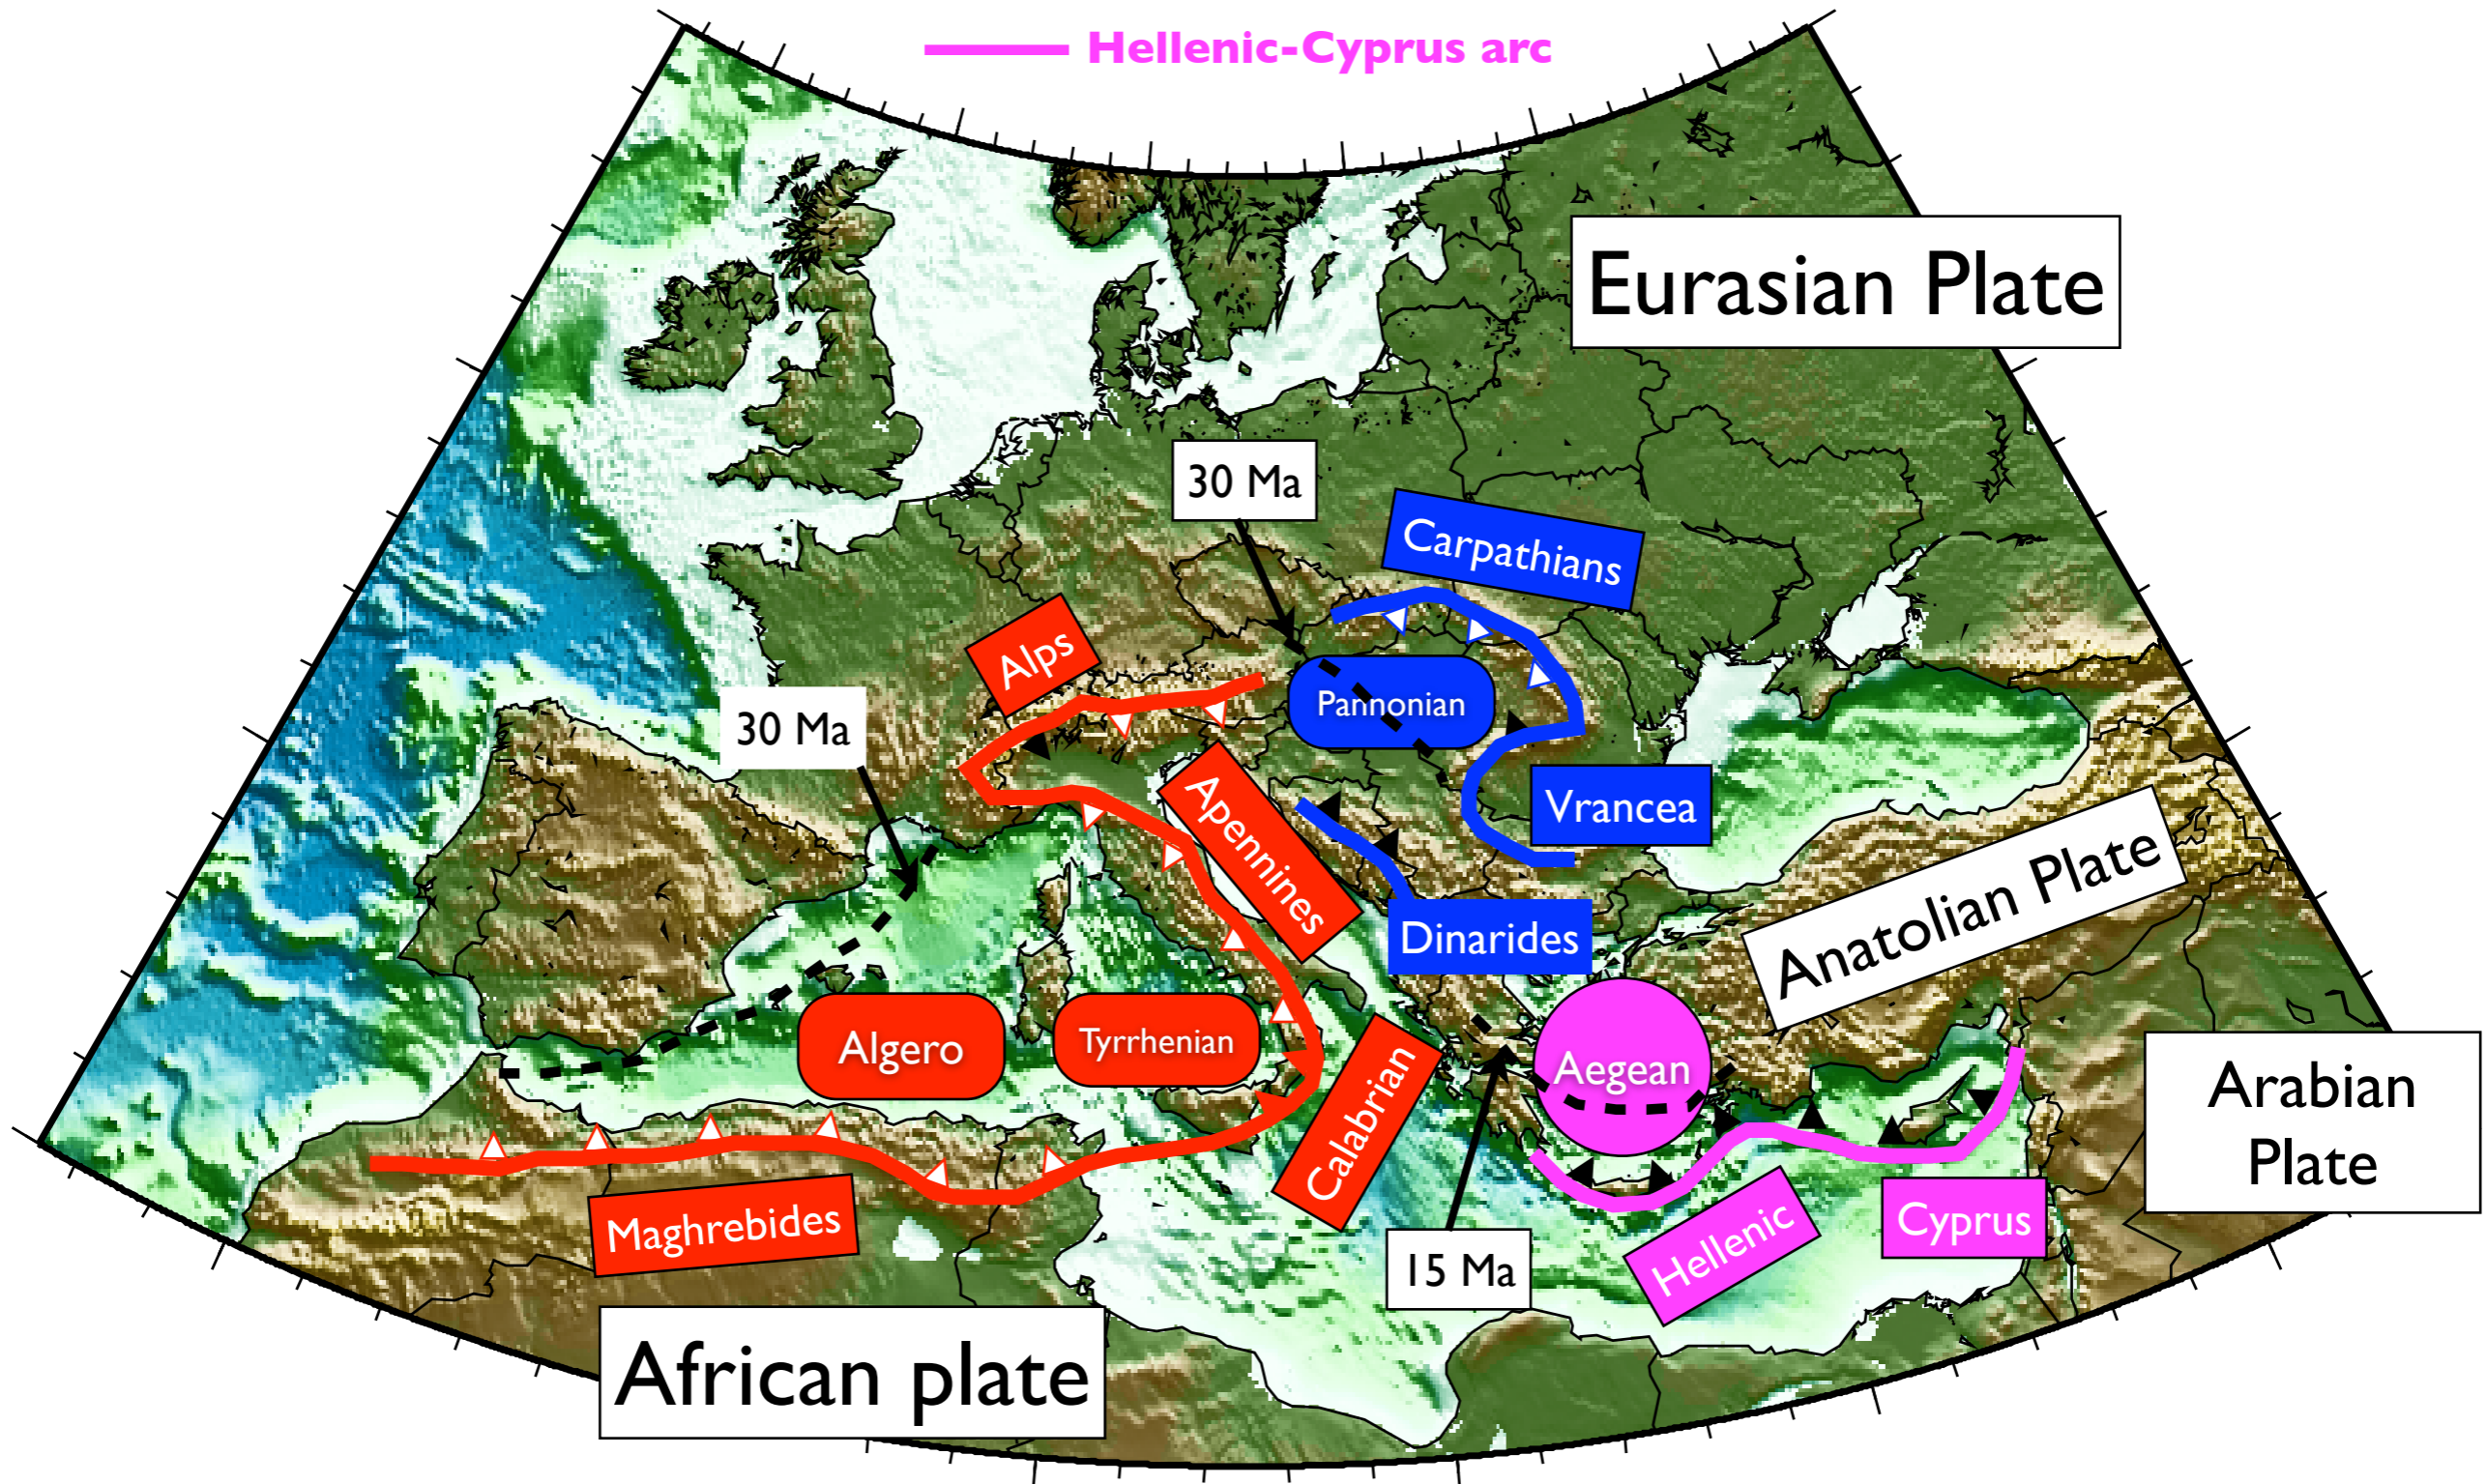 Hellenic-Cyprus arc
Eurasian Plate
30 Ma
Carpathians
Alps
Pannonian
30 Ma
Apennines
Vrancea
Anatolian Plate
Dinarides
Algero
Tyrrhenian
Aegean
Calabrian
Arabian
Plate
Maghrebides
Hellenic
Cyprus
15 Ma
African plate